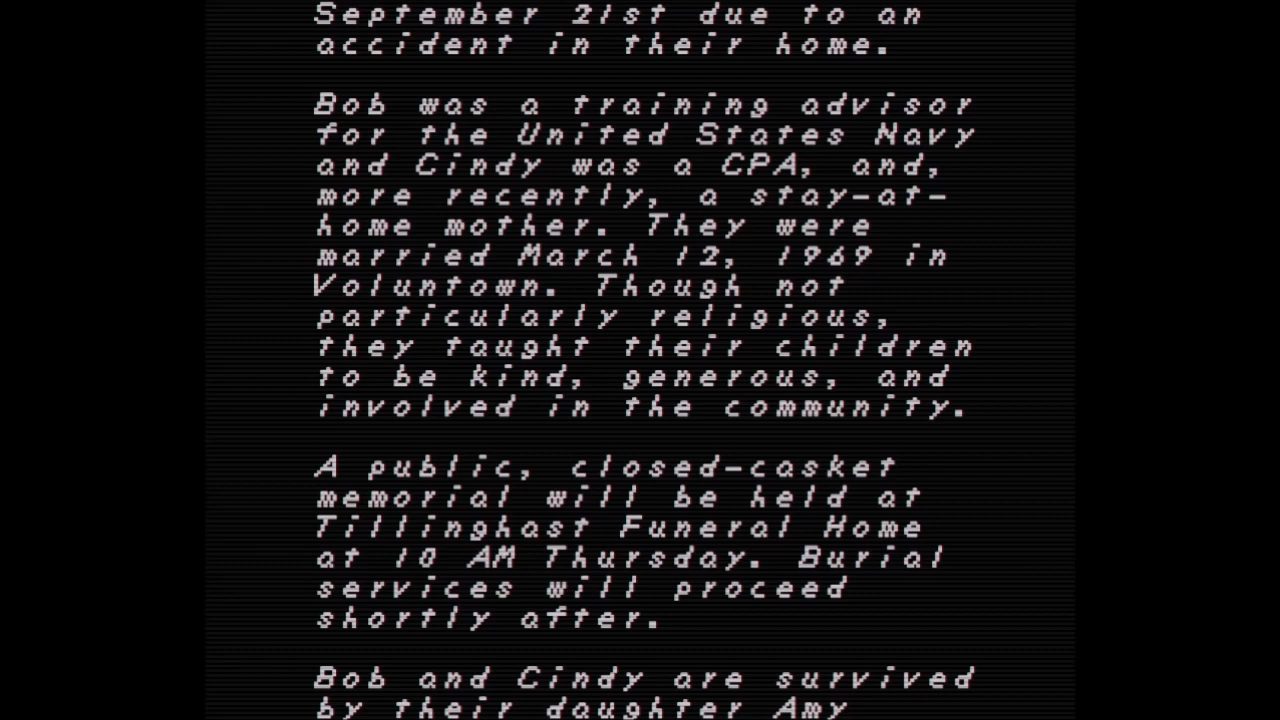 September 21st due to an
accident in their home.
Bob was a training advisor
for the United States Navy
and Cindy was a CPA, and,
more recently, a stay-at-
home mother. They were
married March 12, 1969 in
Voluntown. Though not
particularly religious,
they taught their children
to be kind, generous, and
involved in the community.
A public, closed-casket
memorial will be held at
Tillinghast Funeral Home
at 10 AM Thursday. Burial
services will proceed
shortly after.
Bob and Cindy are survived
by their daughter Amy